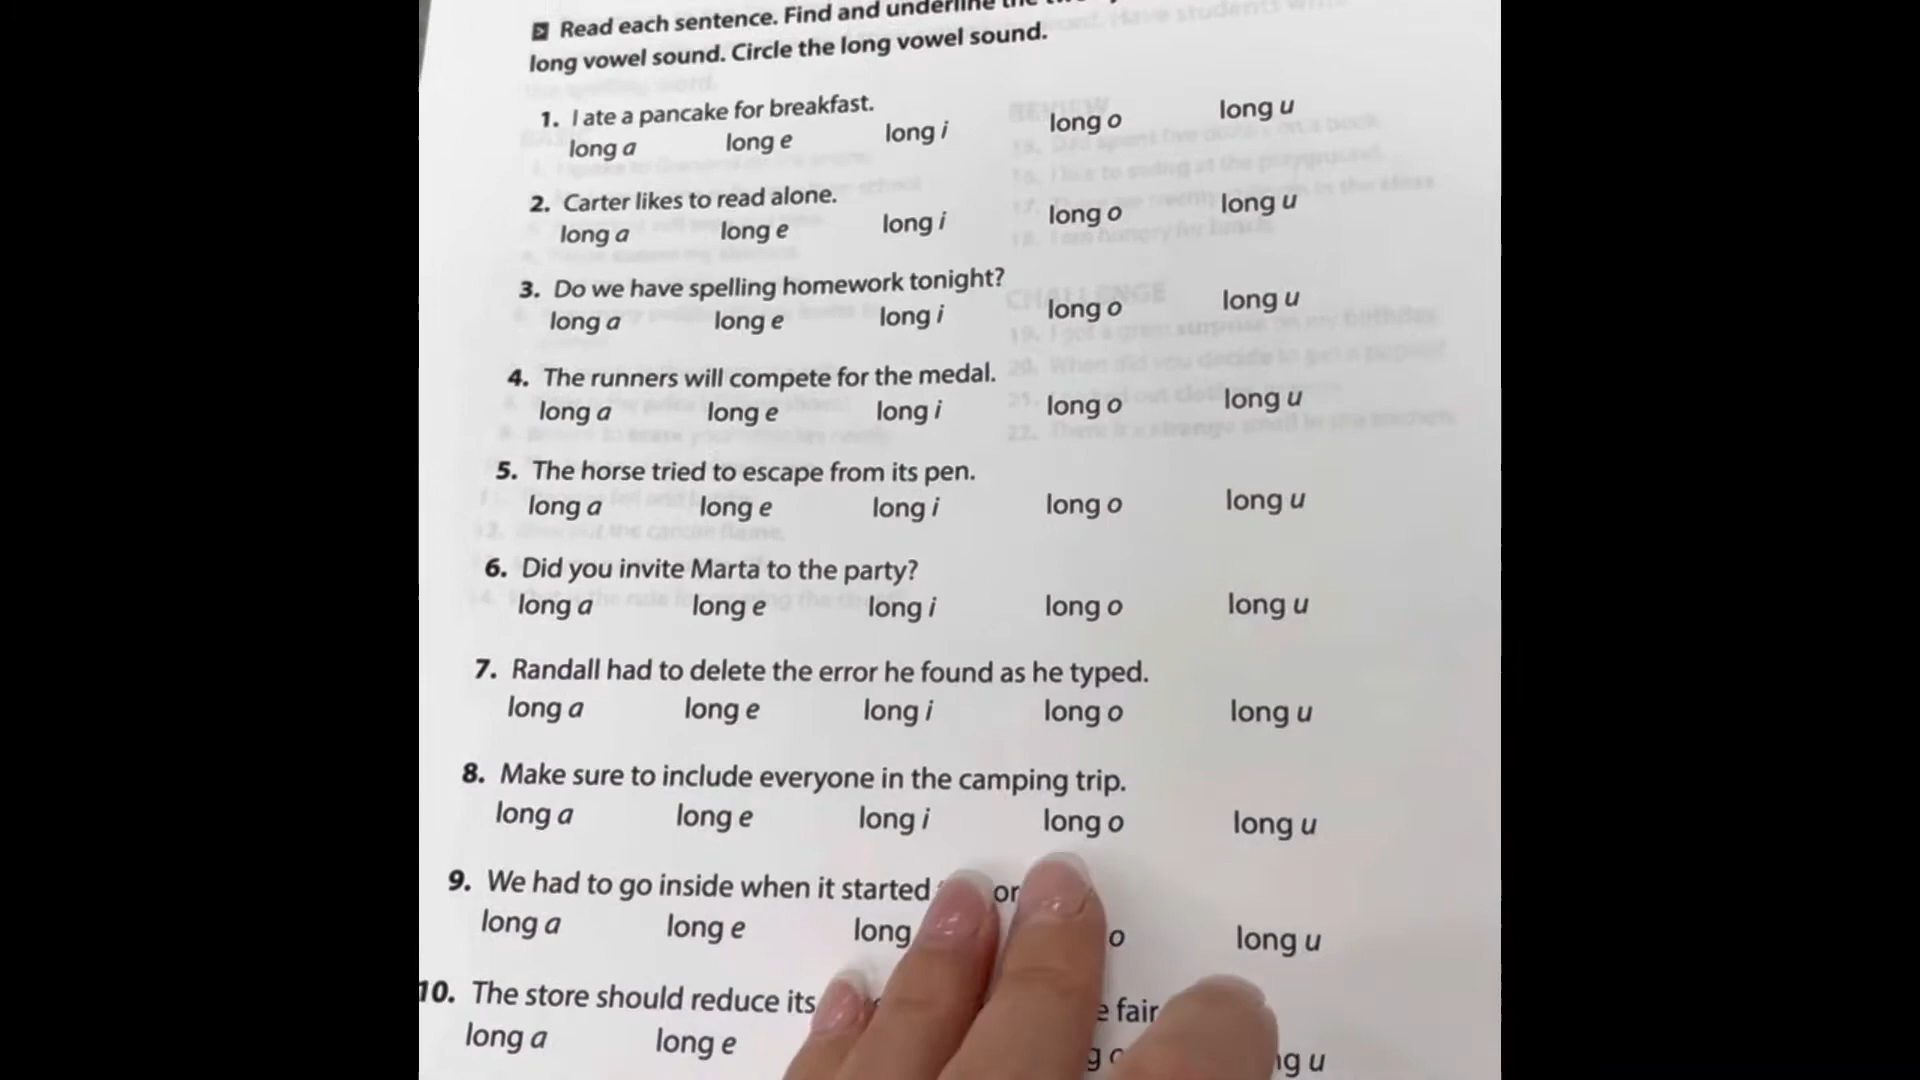 Read each sentence. Find and underline the
long vowel sound. Circle the long vowel sound.
1. I ate a pancake for breakfast.
long a long e long i long o long u
2. Carter likes to read alone.
long a long e long i long o long u
3. Do we have spelling homework tonight?
long a long e long i long o long u
4. The runners will compete for the medal.
long a long e long i long o long u
5. The horse tried to escape from its pen.
long a long e long i long o long u
6. Did you invite Marta to the party?
long a long e long i long o long u
7. Randall had to delete the error he found as he typed.
long a long e long i long o long u
8. Make sure to include everyone in the camping trip.
long a long e long i long o long u
9. We had to go inside when it started
long a long e long o long u
10. The store should reduce its fair
long a long e u